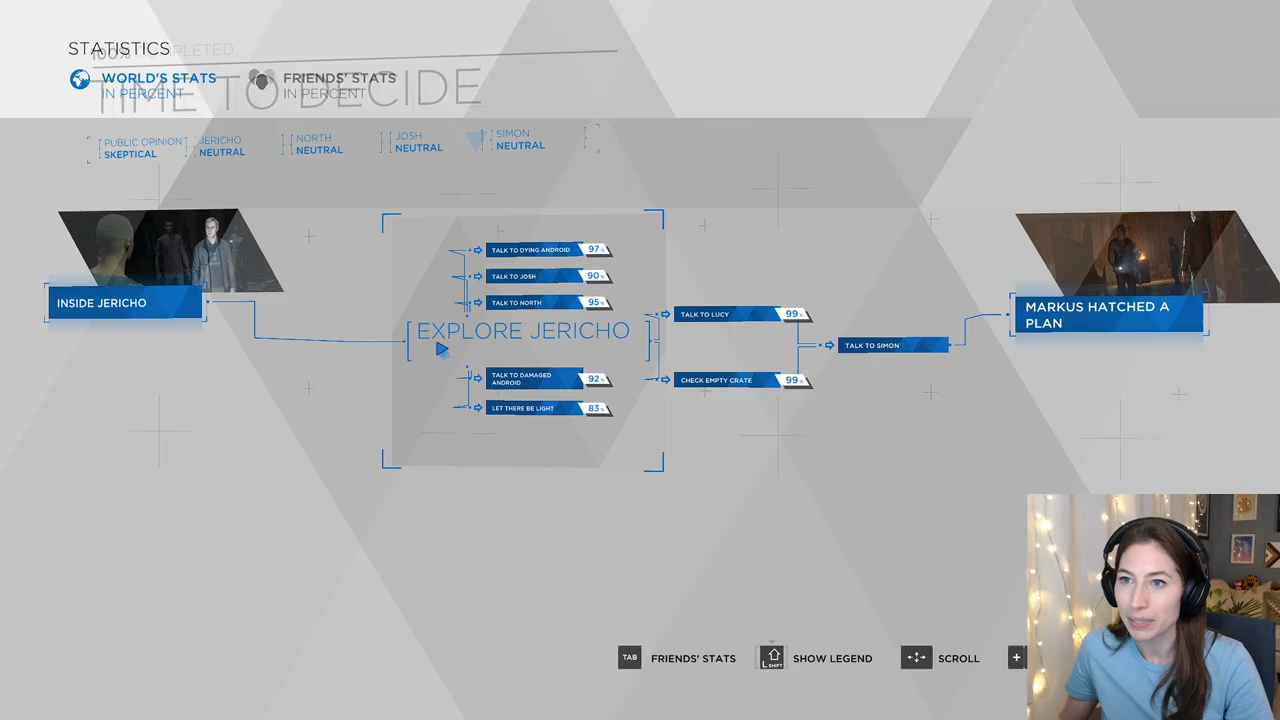 STATISTICS
100% COMPLETED
WORLD'S STATS
IN PERCENT
FRIENDS' STATS
IN PERCENT
TIME TO DECIDE
PUBLIC OPINION
SKEPTICAL
JERICHO
NEUTRAL
NORTH
NEUTRAL
JOSH
NEUTRAL
SIMON
NEUTRAL
INSIDE JERICHO
TALK TO DYING ANDROID 97%
TALK TO JOSH 90%
TALK TO NORTH 95%
EXPLORE JERICHO
TALK TO DAMAGED
ANDROID 92%
LET THERE BE LIGHT 83%
TALK TO LUCY 99%
CHECK EMPTY CRATE 99%
TALK TO SIMON
MARKUS HATCHED A
PLAN
TAB FRIENDS' STATS
L SHIFT SHOW LEGEND
SCROLL
+